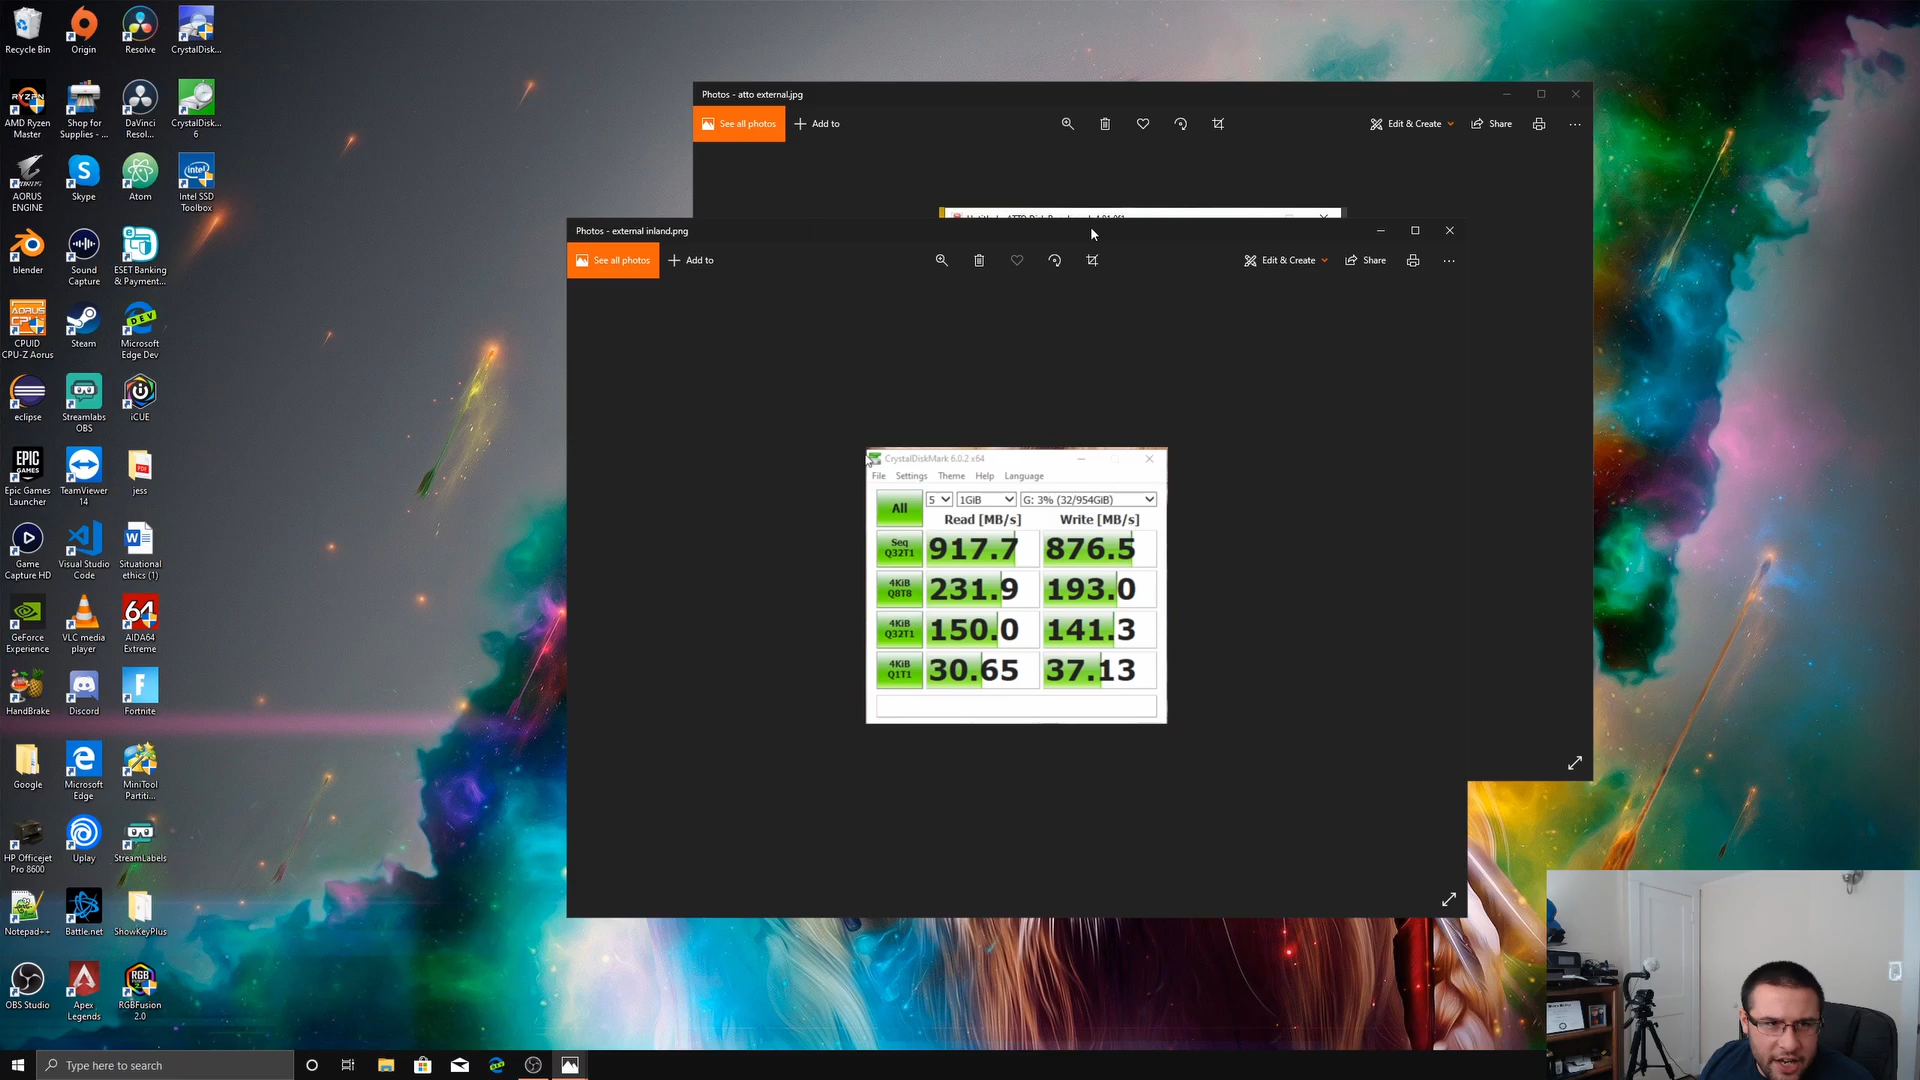 Recycle Bin
Origin
Resolve
CrystalDisk...
AMD Ryzen
Master
Shop for
Supplies - ...
DaVinci
Resol...
CrystalDisk...
6
AORUS
ENGINE
Skype
Atom
Intel SSD
Toolbox
blender
Sound
Capture
ESET Banking
& Payment...
CPUID
CPU-Z Aorus
Steam
Microsoft
Edge Dev
eclipse
Streamlabs
OBS
iCUE
Epic Games
Launcher
TeamViewer
14
jess
Game
Capture HD
Visual Studio
Code
Situational
ethics (1)
GeForce
Experience
VLC media
player
AIDA64
Extreme
HandBrake
Discord
Fortnite
Google
Microsoft
Edge
MiniTool
Partiti...
HP Officejet
Pro 8600
Uplay
StreamLabels
Notepad++
Battle.net
ShowKeyPlus
OBS Studio
Apex
Legends
RGBFusion
2.0
Photos - atto external.jpg
See all photos
Add to
Edit & Create
Share
Photos - external inland.png
See all photos
Add to
Edit & Create
Share
CrystalDiskMark 6.0.2 x64
File Settings Theme Help Language
All
5
1GiB
G: 3% (32/954GiB)
Read [MB/s]
Write [MB/s]
Seq
Q32T1
917.7
876.5
4KiB
Q8T8
231.9
193.0
4KiB
Q32T1
150.0
141.3
4KiB
Q1T1
30.65
37.13
Type here to search